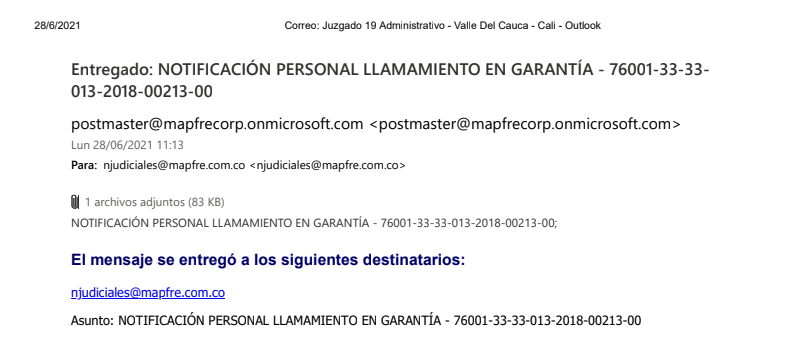 28/6/2021
Correo: Juzgado 19 Administrativo - Valle Del Cauca - Cali - Outlook
Entregado: NOTIFICACIÓN PERSONAL LLAMAMIENTO EN GARANTÍA - 76001-33-33-
013-2018-00213-00
postmaster@mapfrecorp.onmicrosoft.com <postmaster@mapfrecorp.onmicrosoft.com>
Lun 28/06/2021 11:13
Para: njudiciales@mapfre.com.co <njudiciales@mapfre.com.co>
1 archivos adjuntos (83 KB)
NOTIFICACIÓN PERSONAL LLAMAMIENTO EN GARANTÍA - 76001-33-33-013-2018-00213-00;
El mensaje se entregó a los siguientes destinatarios:
njudiciales@mapfre.com.co
Asunto: NOTIFICACIÓN PERSONAL LLAMAMIENTO EN GARANTÍA - 76001-33-33-013-2018-00213-00